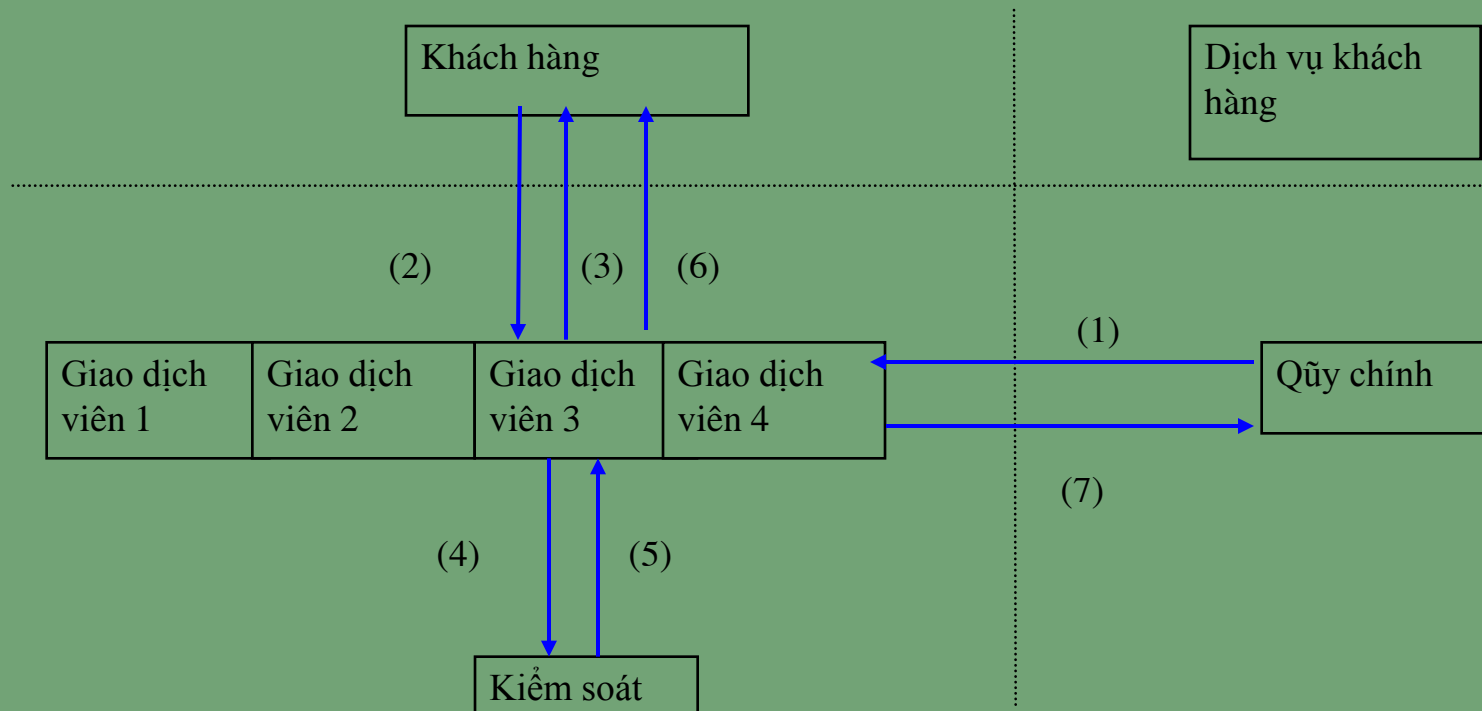 Khách hàng
Dịch vụ khách
hàng
(2)
(3)
(6)
(1)
Giao dịch
viên 1
Giao dịch
viên 2
Giao dịch
viên 3
Giao dịch
viên 4
Qũy chính
(7)
(4)
(5)
Kiểm soát